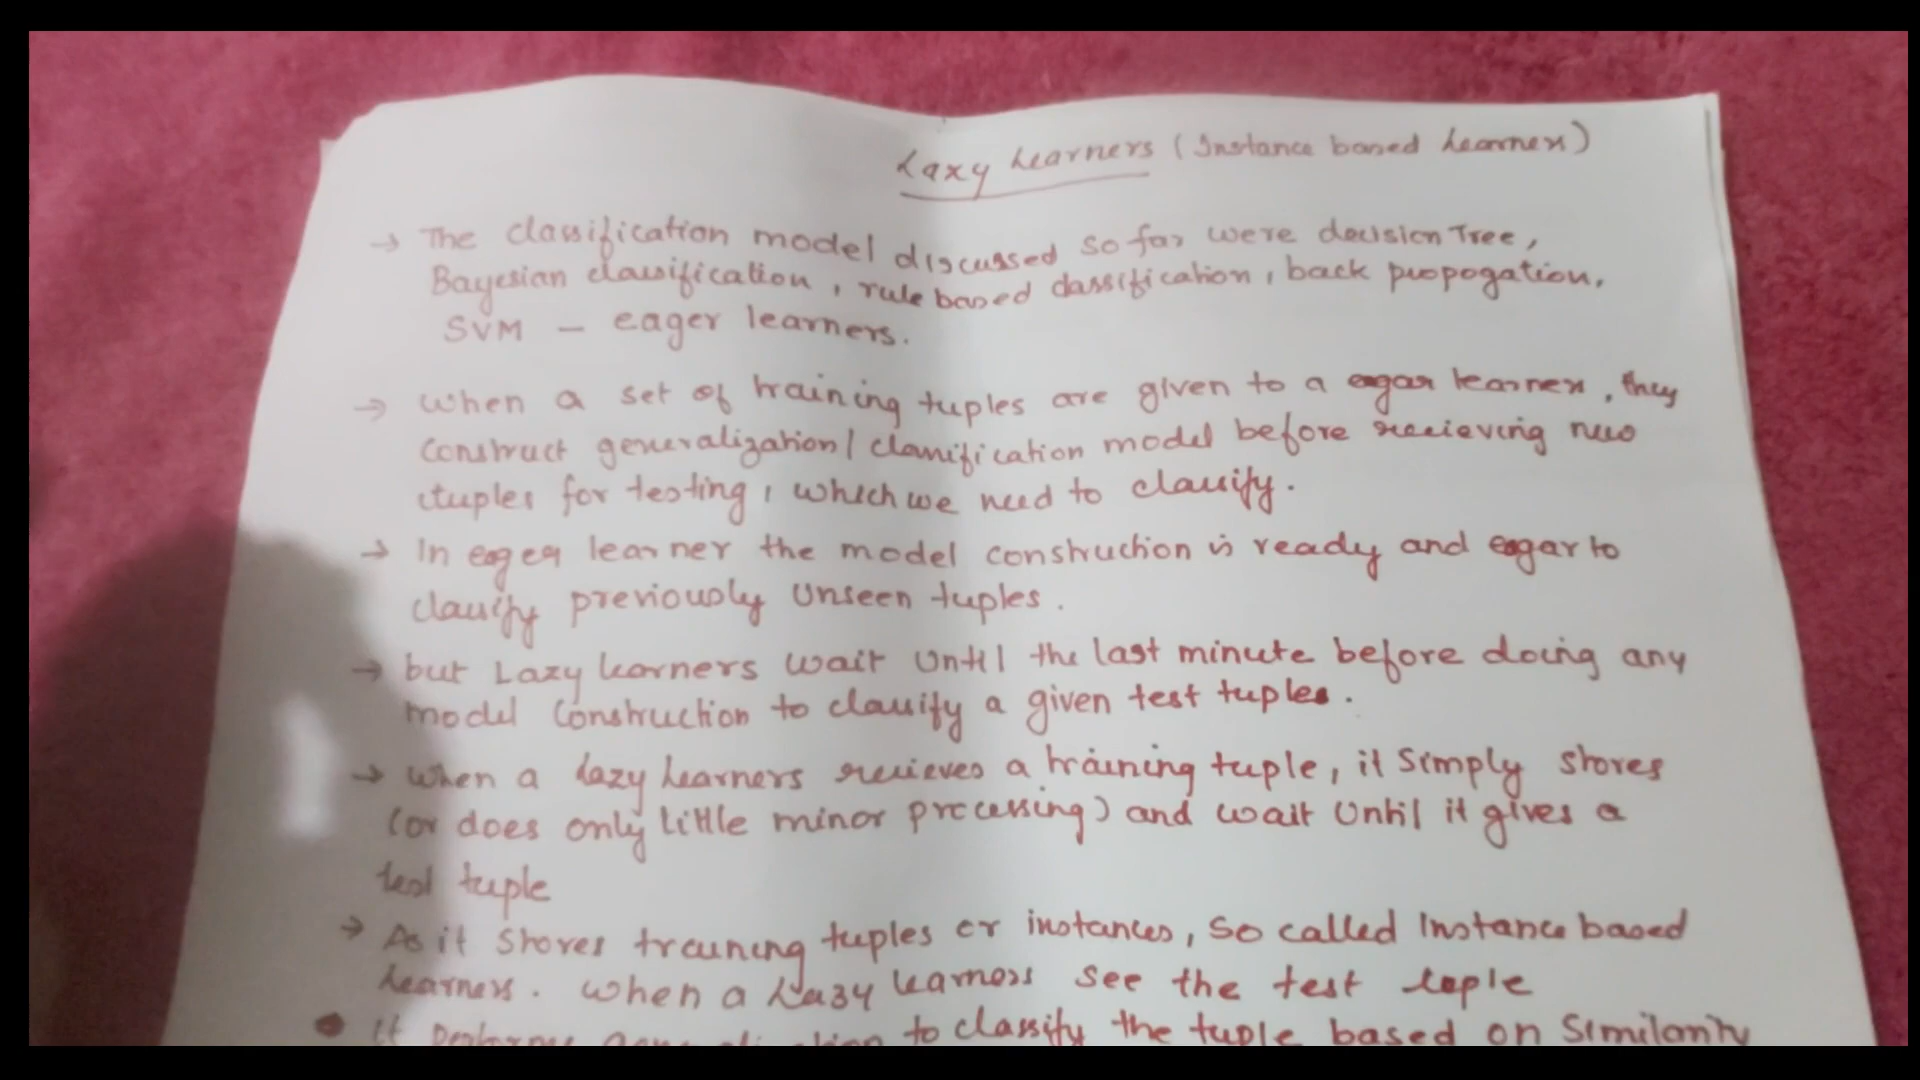 Lazy Learners (Instance based Learner)
→ The classification model discussed so far were decision Tree,
Bayesian classification, rule based classification, back propogation,
SVM - eager learners.
→ When a set of training tuples are given to a eagar learner, they
construct generalization/classification model before recieving new
tuples for testing, which we need to classify.
→ In eager learner the model construction is ready and eagar to
classify previously unseen tuples.
→ but Lazy learners wait until the last minute before doing any
model construction to classify a given test tuples.
→ when a lazy learners recieves a training tuple, it simply stores
(or does only little minor processing) and wait until it gives a
test tuple
→ As it stores training tuples or instances, so called Instance based
learners. when a Lazy learners see the test tuple
It performs generalization to classify the tuple based on Similarity